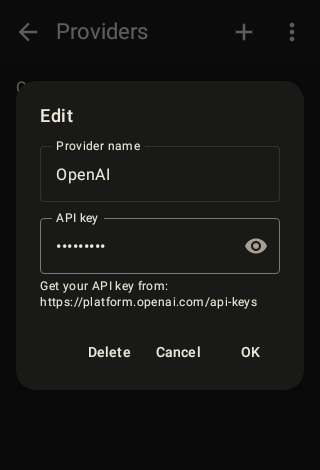 Providers
Edit
Provider name
OpenAI
API key
•••••••••
Get your API key from:
https://platform.openai.com/api-keys
Delete Cancel OK